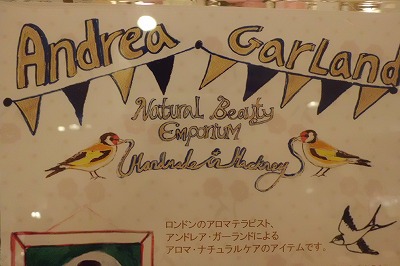 Andrea Garland
Natural Beauty
Emporium
Handmade in Hackney
ロンドンのアロマテラピスト、
アンドレア・ガーランドによる
アロマ・ナチュラルケアのアイテムです。